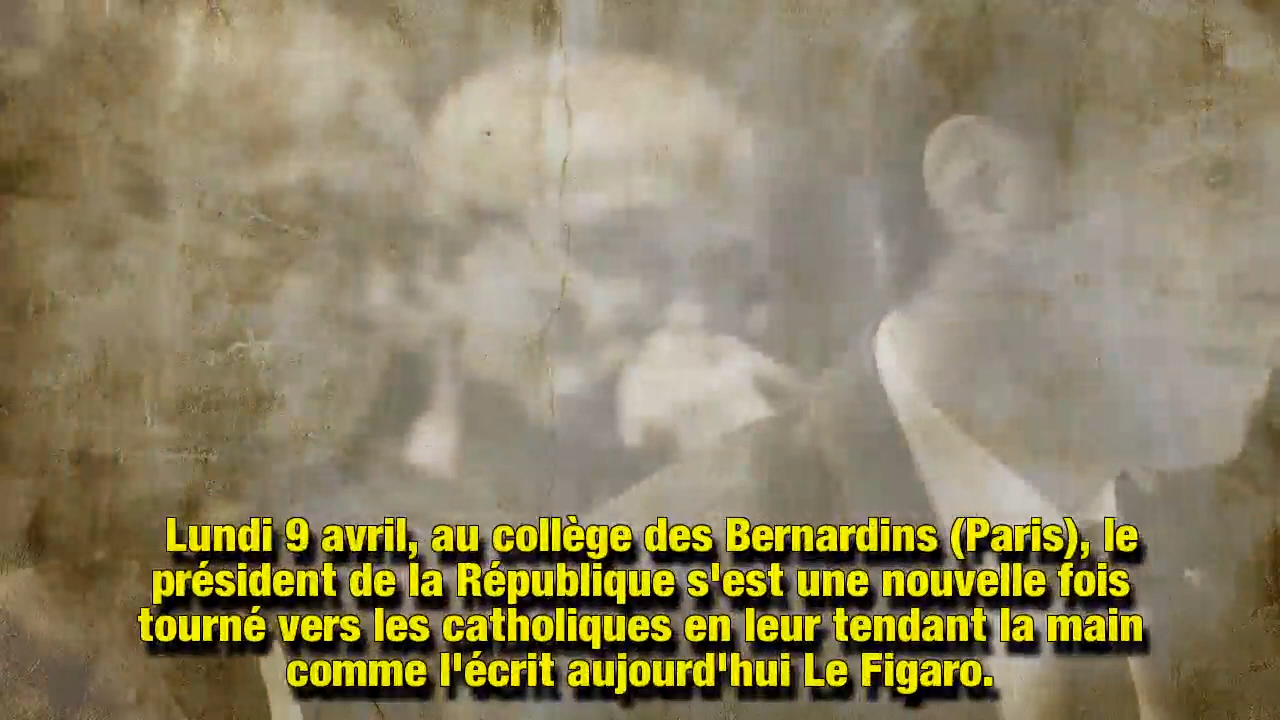 Lundi 9 avril, au collège des Bernardins (Paris), le
président de la République s'est une nouvelle fois
tourné vers les catholiques en leur tendant la main
comme l'écrit aujourd'hui Le Figaro.